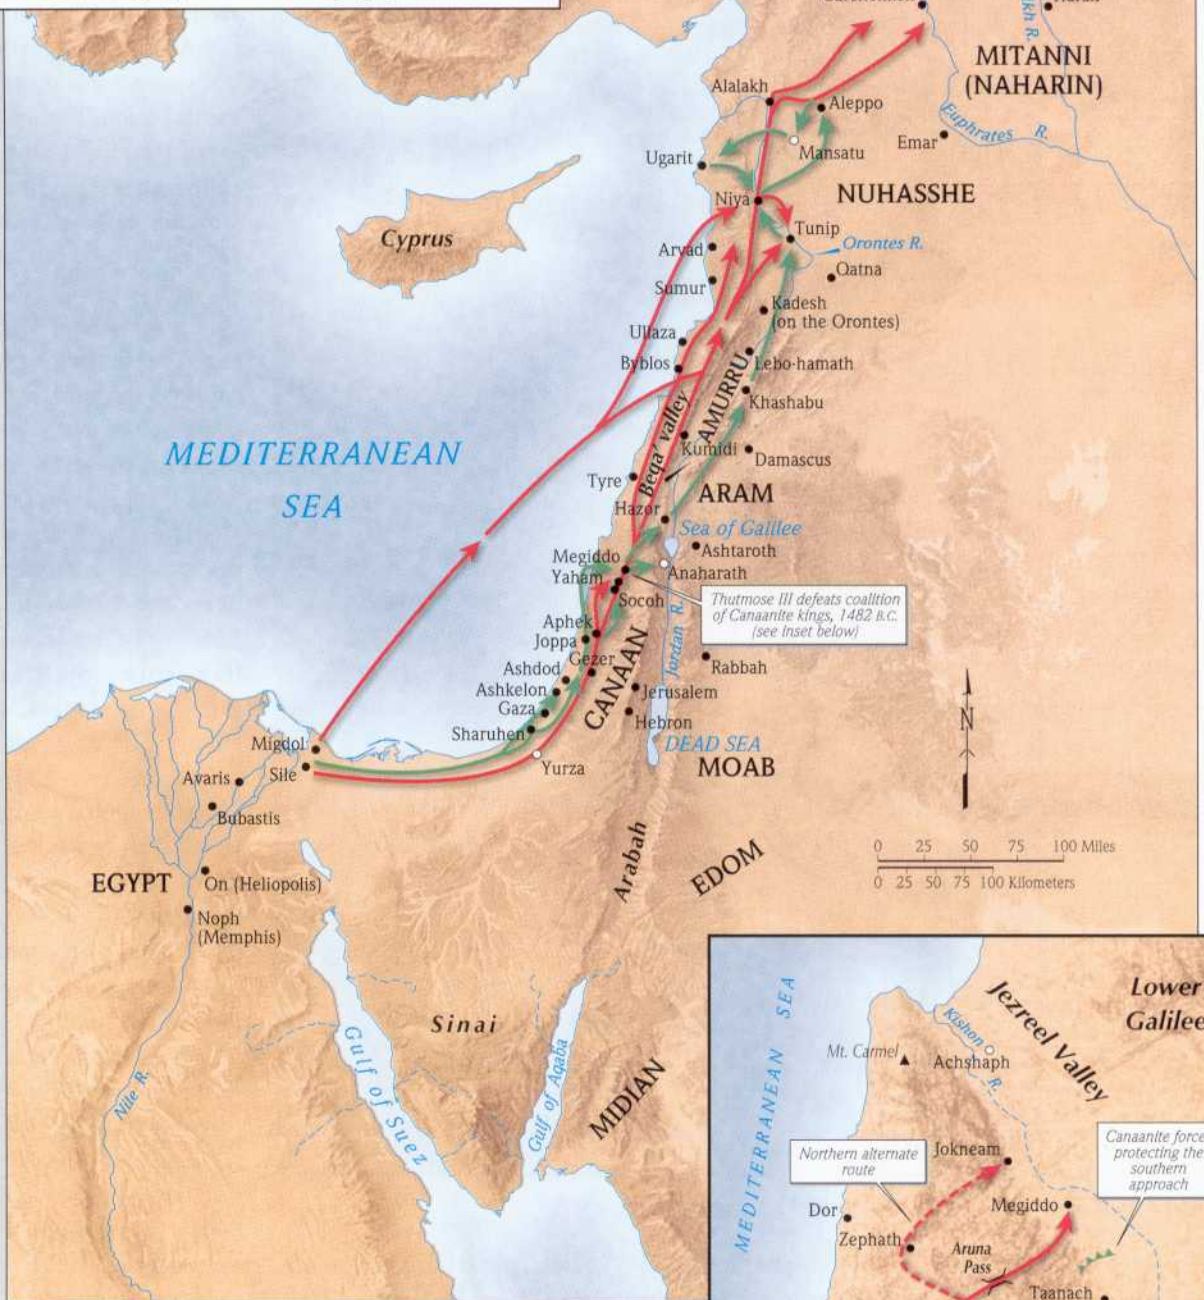 MITANNI
(NAHARIN)
Alalakh
Aleppo
Euphrates R.
Emar
Mansatu
Ugarit
NUHASSHE
Niya
Tunip
Orontes R.
Cyprus
Arvad
Qatna
Sumur
Kadesh
(on the Orontes)
Ullaza
Byblos
Lebo-hamath
AMURRU
Khashabu
Beqa' valley
MEDITERRANEAN
SEA
Kumidi
Damascus
Tyre
ARAM
Hazor
Sea of Galilee
Ashtaroth
Megiddo
Yaham
Anaharath
Socoh
Thutmose III defeats coalition
of Canaanite kings, 1482 B.C.
(see inset below)
Aphek
Joppa
Jordan R.
Gezer
Rabbah
Ashdod
CANAAN
Ashkelon
Jerusalem
Gaza
Hebron
Sharuhen
DEAD SEA
Migdol
Sile
Yurza
MOAB
N
Avaris
Bubastis
Arabah
EDOM
0 25 50 75 100 Miles
0 25 50 75 100 Kilometers
EGYPT
On (Heliopolis)
Noph
(Memphis)
Sinai
Gulf of Suez
Gulf of Aqaba
MIDIAN
Nile R.
MEDITERRANEAN SEA
Jezreel Valley
Lower
Galilee
Kishon R.
Mt. Carmel
Achshaph
Northern alternate
route
Jokneam
Canaanite force
protecting the
southern
approach
Megiddo
Dor
Zephath
Aruna
Pass
Taanach